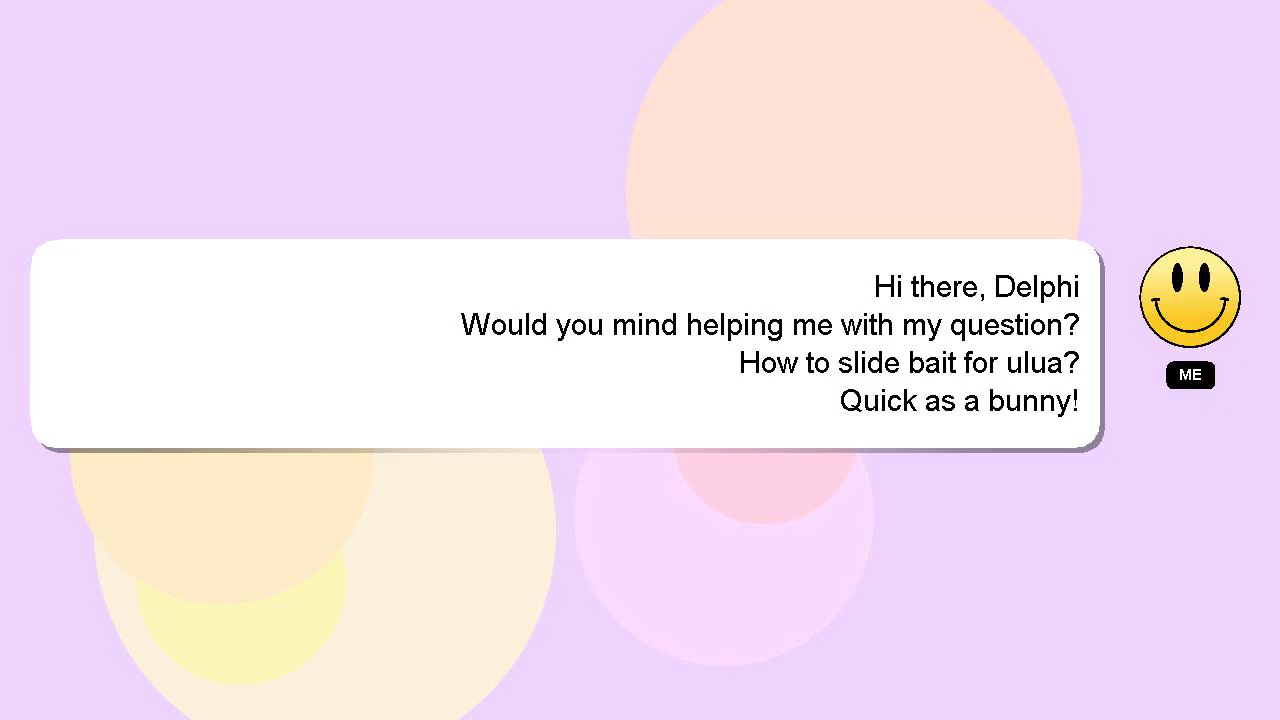 Hi there, Delphi
Would you mind helping me with my question?
How to slide bait for ulua?
Quick as a bunny!
ME